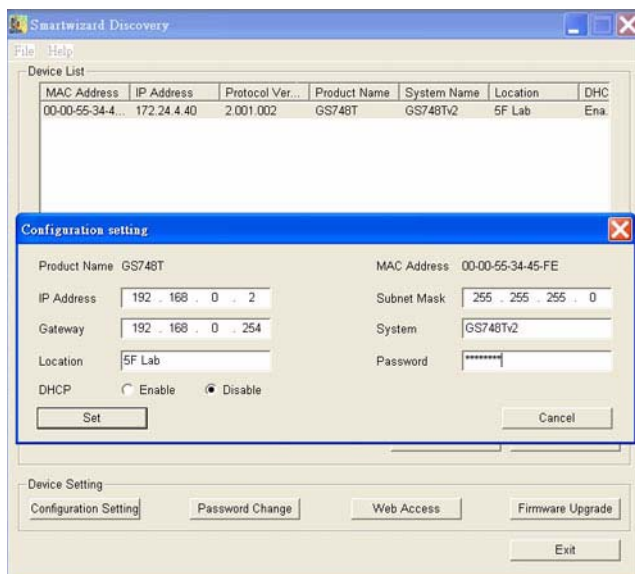 Smartwizard Discovery
File Help
Device List
MAC Address IP Address Protocol Ver... Product Name System Name Location DHC
00-00-55-34-4... 172.24.4.40 2.001.002 GS748T GS748Tv2 5F Lab Ena.
Configuration setting
Product Name GS748T MAC Address 00-00-55-34-45-FE
IP Address 192 . 168 . 0 . 2 Subnet Mask 255 . 255 . 255 . 0
Gateway 192 . 168 . 0 . 254 System GS748Tv2
Location 5F Lab Password ********
DHCP Enable Disable
Set Cancel
Device Setting
Configuration Setting Password Change Web Access Firmware Upgrade
Exit